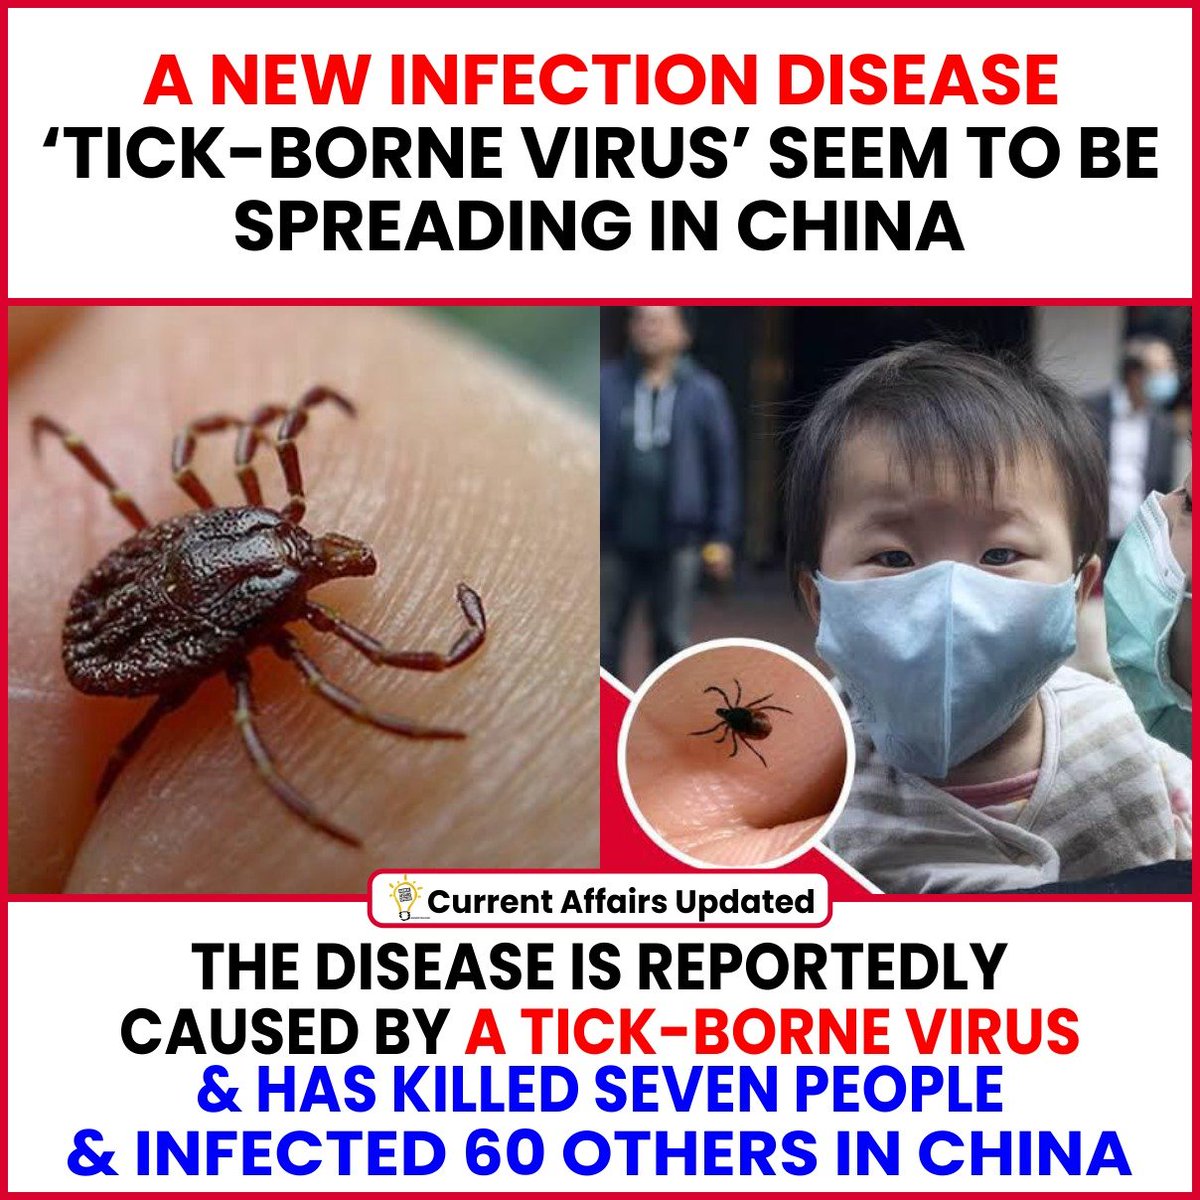 A NEW INFECTION DISEASE
‘TICK-BORNE VIRUS’ SEEM TO BE
SPREADING IN CHINA
Current Affairs Updated
THE DISEASE IS REPORTEDLY
CAUSED BY A TICK-BORNE VIRUS
& HAS KILLED SEVEN PEOPLE
& INFECTED 60 OTHERS IN CHINA